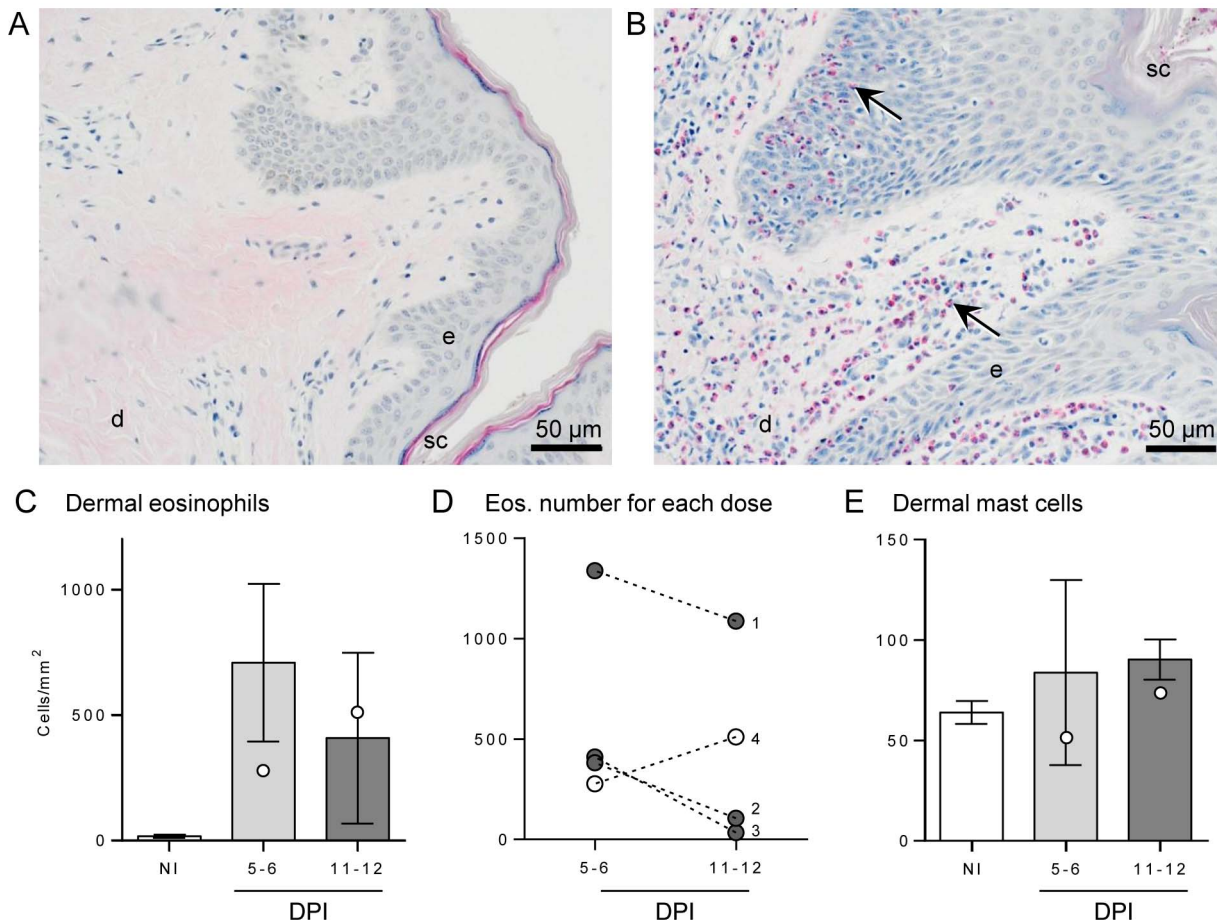 A
B
sc
e
d
sc
50 µm
e
d
50 µm
C Dermal eosinophils
Cells/mm2
1000
500
0
NI
5-6
11-12
DPI
D Eos. number for each dose
1500
1000
500
0
1
4
2
3
5-6
11-12
DPI
E Dermal mast cells
150
100
50
0
NI
5-6
11-12
DPI